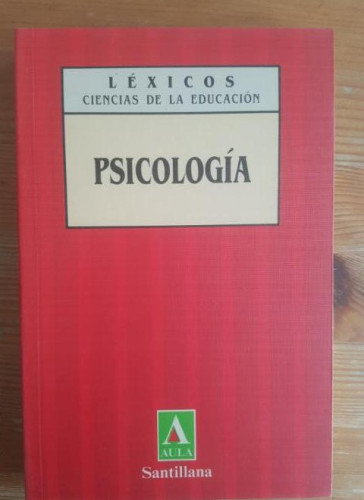 LÉXICOS
CIENCIAS DE LA EDUCACIÓN
PSICOLOGÍA
A
AULA
Santillana